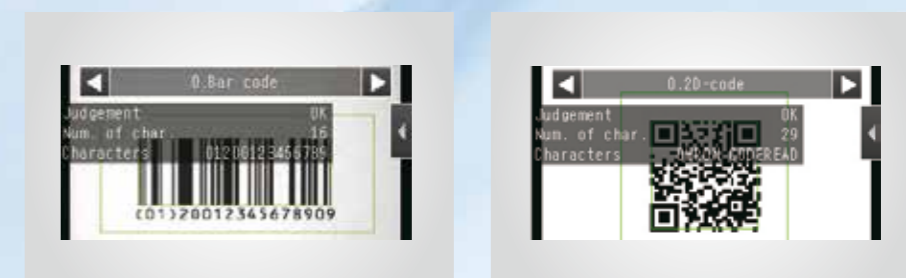 0.Bar code
Judgement OK
Num. of char. 16
Characters 01200123456789
(01)20012345678909
0.2D-code
Judgement OK
Num. of char. 29
Characters -CODEREAD